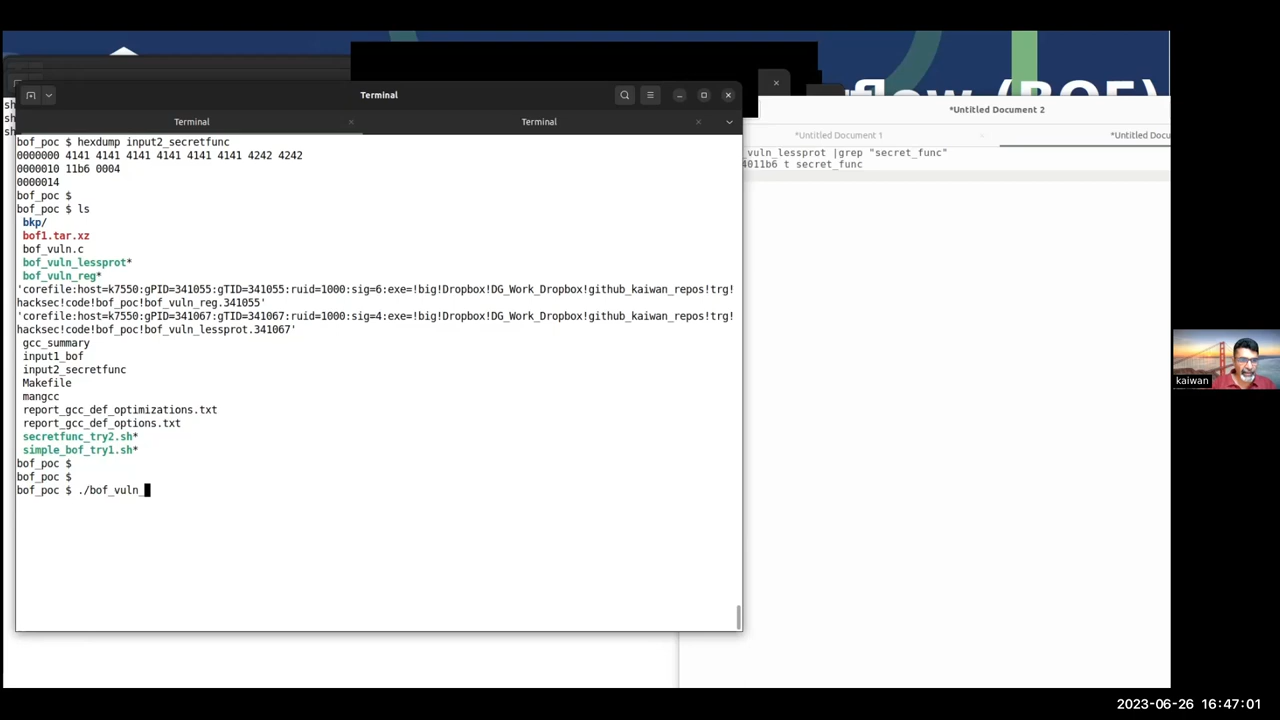 flow (BOF)
Terminal
Terminal
Terminal
bof_poc $ hexdump input2_secretfunc
0000000 4141 4141 4141 4141 4141 4141 4242 4242
0000010 11b6 0004
0000014
bof_poc $
bof_poc $ ls
bkp/
bof1.tar.xz
bof_vuln.c
bof_vuln_lessprot*
bof_vuln_reg*
'corefile:host=k7550:gPID=341055:gTID=341055:ruid=1000:sig=6:exe=!big!Dropbox!DG_Work_Dropbox!github_kaiwan_repos!trg!
hacksec!code!bof_poc!bof_vuln_reg.341055'
'corefile:host=k7550:gPID=341067:gTID=341067:ruid=1000:sig=4:exe=!big!Dropbox!DG_Work_Dropbox!github_kaiwan_repos!trg!
hacksec!code!bof_poc!bof_vuln_lessprot.341067'
gcc_summary
input1_bof
input2_secretfunc
Makefile
mangcc
report_gcc_def_optimizations.txt
report_gcc_def_options.txt
secretfunc_try2.sh*
simple_bof_try1.sh*
bof_poc $
bof_poc $
bof_poc $ ./bof_vuln_
*Untitled Document 2
*Untitled Document 1
*Untitled Docu
_vuln_lessprot |grep "secret_func"
4011b6 t secret_func
kaiwan
2023-06-26 16:47:01